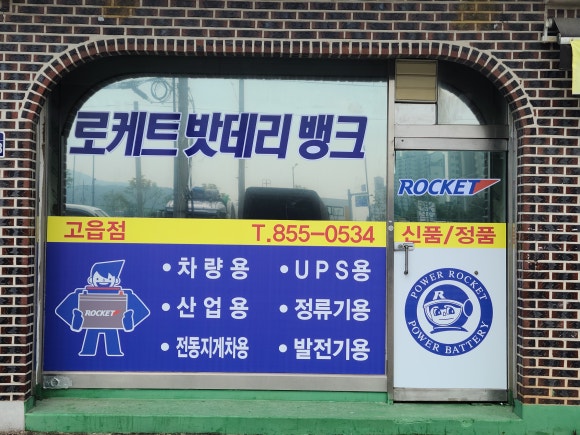 로케트 밧데리 뱅크
ROCKET
고읍점 T.855-0534 신품/정품
• 차량용 • UPS용
• 산업용 • 정류기용
• 전동지게차용 • 발전기용
ROCKET
POWER ROCKET
R
POWER BATTERY